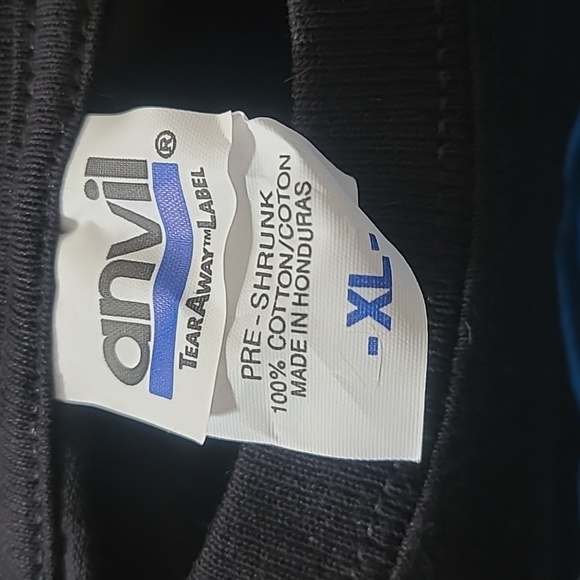 anvil®
TEARAWAY™LABEL
PRE-SHRUNK
100% COTTON/COTON
MADE IN HONDURAS
-XL-